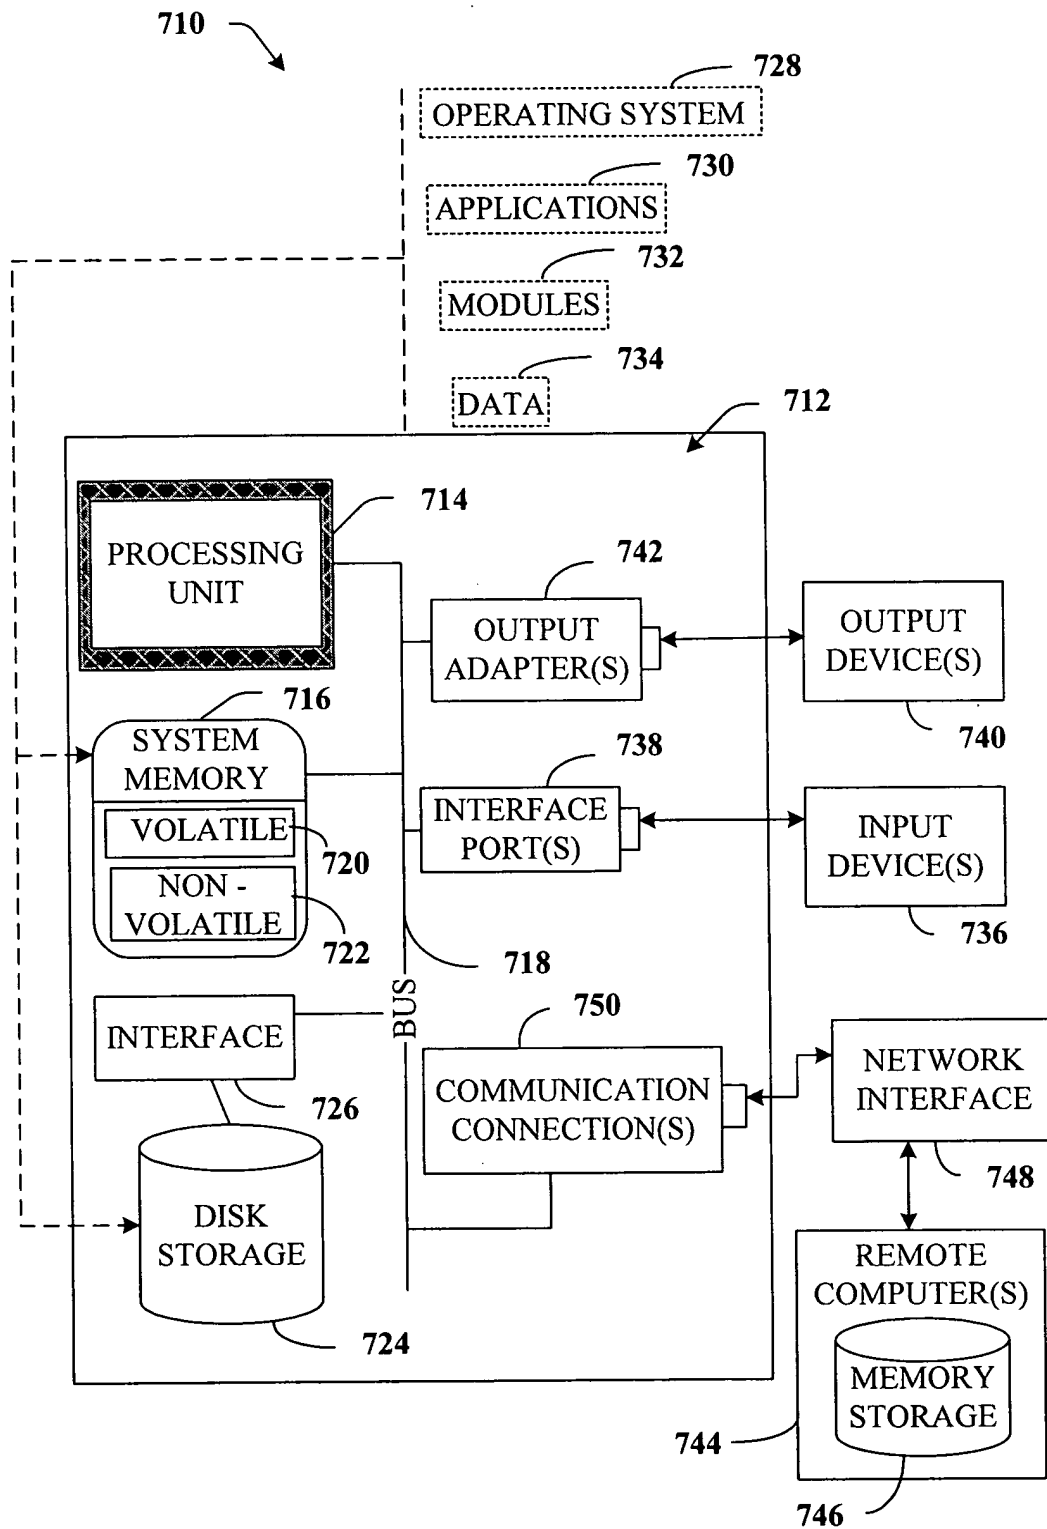 710
728
OPERATING SYSTEM
730
APPLICATIONS
732
MODULES
734
DATA
712
714
PROCESSING
UNIT
742
OUTPUT
ADAPTER(S)
OUTPUT
DEVICE(S)
740
716
SYSTEM
MEMORY
VOLATILE
720
NON -
VOLATILE
722
738
INTERFACE
PORT(S)
INPUT
DEVICE(S)
736
718
BUS
INTERFACE
726
750
COMMUNICATION
CONNECTION(S)
NETWORK
INTERFACE
748
DISK
STORAGE
724
REMOTE
COMPUTER(S)
MEMORY
STORAGE
744
746